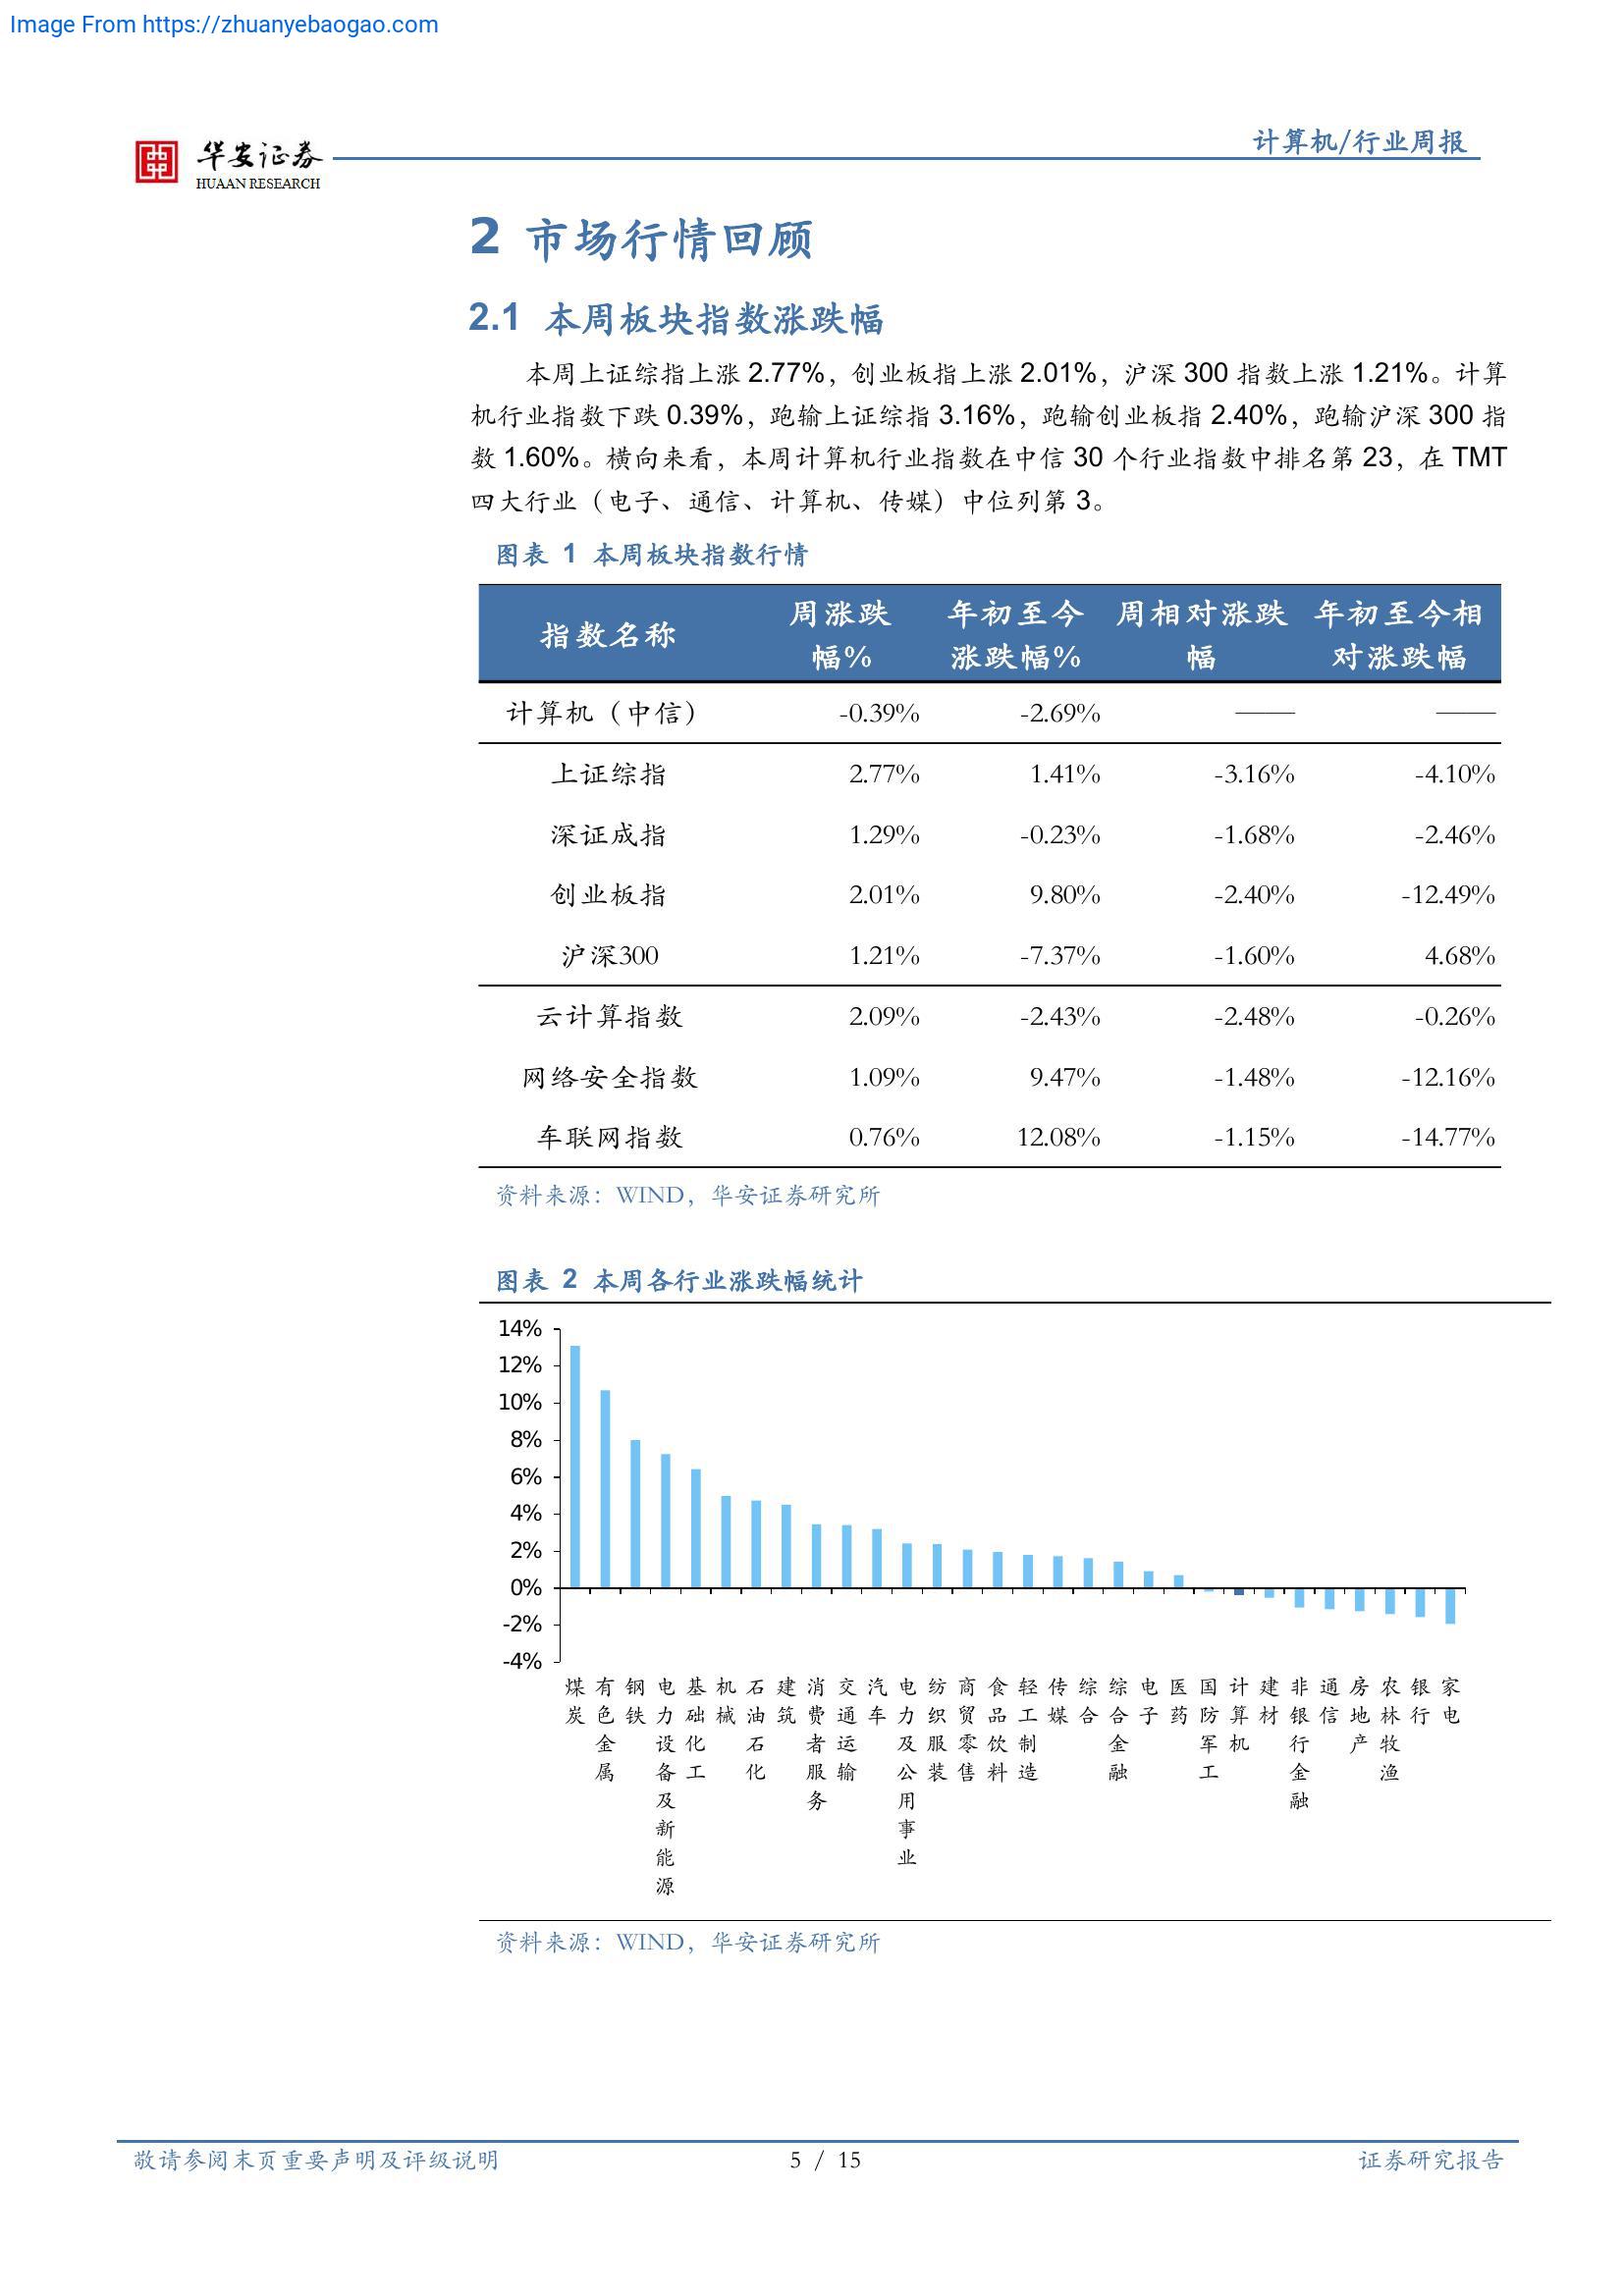 Image From https://zhuanyebaogao.com
华安证券
HUAAN RESEARCH
计算机/行业周报
2 市场行情回顾
2.1 本周板块指数涨跌幅
本周上证综指上涨 2.77%，创业板指上涨 2.01%，沪深 300 指数上涨 1.21%。计算
机行业指数下跌 0.39%，跑输上证综指 3.16%，跑输创业板指 2.40%，跑输沪深 300 指
数 1.60%。横向来看，本周计算机行业指数在中信 30 个行业指数中排名第 23，在 TMT
四大行业（电子、通信、计算机、传媒）中位列第 3。
图表 1 本周板块指数行情
指数名称 周涨跌幅% 年初至今涨跌幅% 周相对涨跌幅 年初至今相对涨跌幅
计算机（中信） -0.39% -2.69% —— ——
上证综指 2.77% 1.41% -3.16% -4.10%
深证成指 1.29% -0.23% -1.68% -2.46%
创业板指 2.01% 9.80% -2.40% -12.49%
沪深300 1.21% -7.37% -1.60% 4.68%
云计算指数 2.09% -2.43% -2.48% -0.26%
网络安全指数 1.09% 9.47% -1.48% -12.16%
车联网指数 0.76% 12.08% -1.15% -14.77%
资料来源：WIND，华安证券研究所
图表 2 本周各行业涨跌幅统计
14%
12%
10%
8%
6%
4%
2%
0%
-2%
-4%
煤炭
有色金属
钢铁
电力设备及新能源
基础化工
机械
石油石化
建筑
消费者服务
交通运输
汽车
电力及公用事业
纺织服装
商贸零售
食品饮料
轻工制造
传媒
综合
综合金融
电子
医药
国防军工
计算机
建材
非银行金融
通信
房地产
农林牧渔
银行
家电
资料来源：WIND，华安证券研究所
敬请参阅末页重要声明及评级说明
5 / 15
证券研究报告